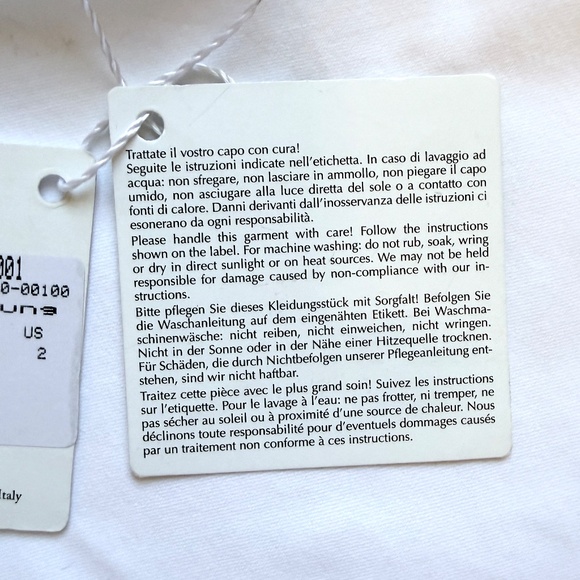 Trattate il vostro capo con cura!
Seguite le istruzioni indicate nell'etichetta. In caso di lavaggio ad
acqua: non sfregare, non lasciare in ammollo, non piegare il capo
umido, non asciugare alla luce diretta del sole o a contatto con
fonti di calore. Danni derivanti dall'inosservanza delle istruzioni ci
esonerano da ogni responsabilità.
Please handle this garment with care! Follow the instructions
shown on the label. For machine washing: do not rub, soak, wring
or dry in direct sunlight or on heat sources. We may not be held
responsible for damage caused by non-compliance with our in-
structions.
Bitte pflegen Sie dieses Kleidungsstück mit Sorgfalt! Befolgen Sie
die Waschanleitung auf dem eingenähten Etikett. Bei Waschma-
schinenwäsche: nicht reiben, nicht einweichen, nicht wringen.
Nicht in der Sonne oder in der Nähe einer Hitzequelle trocknen.
Für Schäden, die durch Nichtbefolgen unserer Pflegeanleitung ent-
stehen, sind wir nicht haftbar.
Traitez cette pièce avec le plus grand soin! Suivez les instructions
sur l'etiquette. Pour le lavage à l'eau: ne pas frotter, ni tremper, ne
pas sécher au soleil ou à proximité d'une source de chaleur. Nous
déclinons toute responsabilité pour d'eventuels dommages causés
par un traitement non conforme à ces instructions.
001
0-00100
US
2
Italy